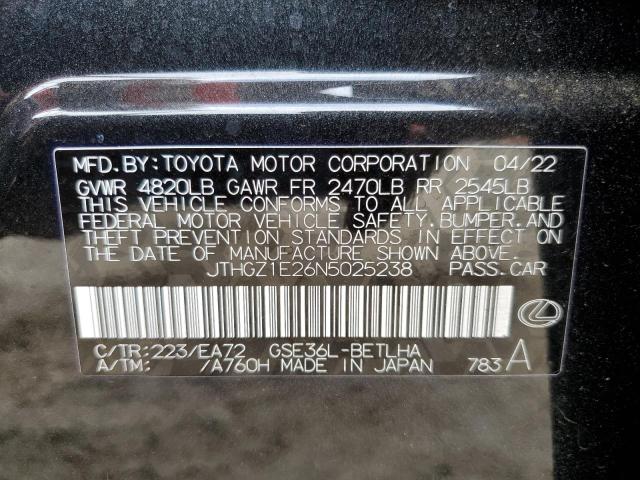 MFD.BY:TOYOTA MOTOR CORPORATION 04/22
GVWR 4820LB GAWR FR 2470LB RR 2545LB
THIS VEHICLE CONFORMS TO ALL APPLICABLE
FEDERAL MOTOR VEHICLE SAFETY,BUMPER,AND
THEFT PREVENTION STANDARDS IN EFFECT ON
THE DATE OF MANUFACTURE SHOWN ABOVE.
JTHGZ1E26N5025238 PASS.CAR
C/TR:223/EA72 GSE36L-BETLHA
A/TM: /A760H MADE IN JAPAN 783 A